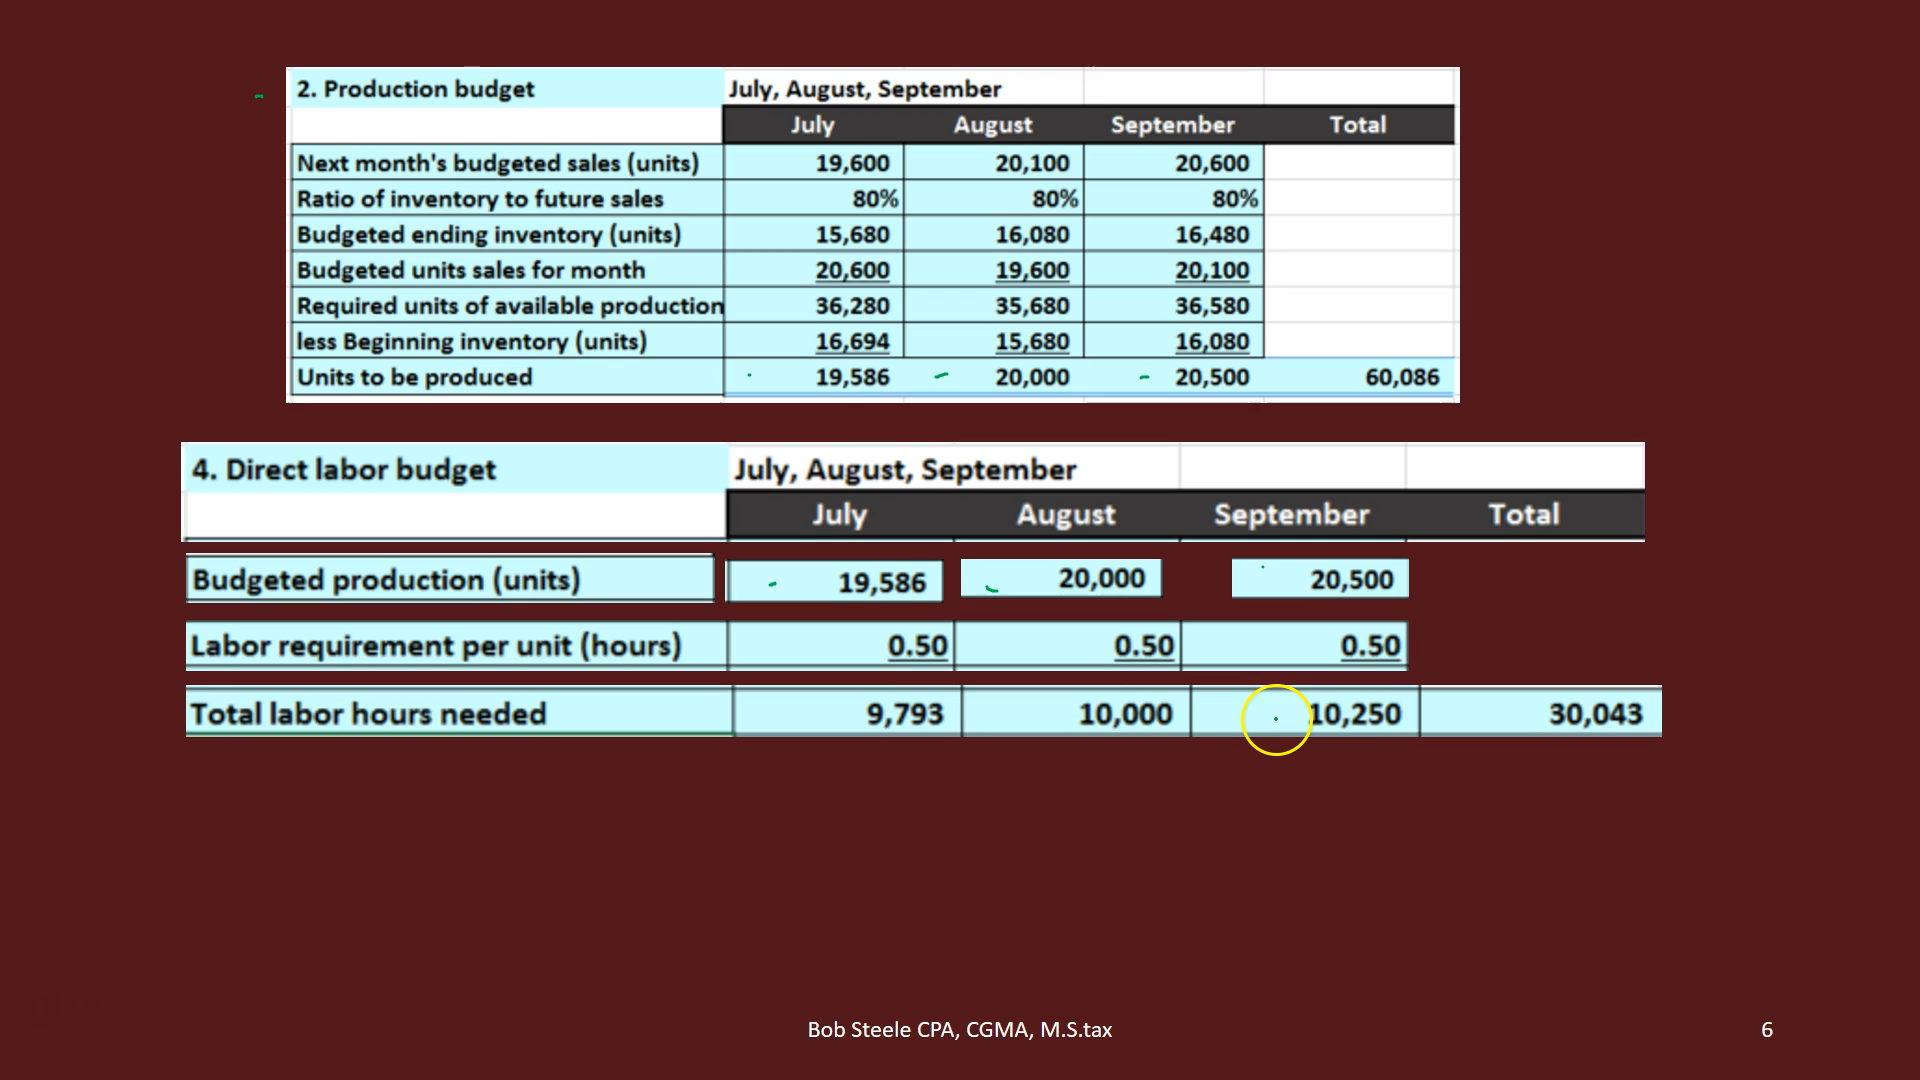 2. Production budget July, August, September
July August September Total
Next month's budgeted sales (units) 19,600 20,100 20,600
Ratio of inventory to future sales 80% 80% 80%
Budgeted ending inventory (units) 15,680 16,080 16,480
Budgeted units sales for month 20,600 19,600 20,100
Required units of available production 36,280 35,680 36,580
less Beginning inventory (units) 16,694 15,680 16,080
Units to be produced 19,586 20,000 20,500 60,086
4. Direct labor budget July, August, September
July August September Total
Budgeted production (units) 19,586 20,000 20,500
Labor requirement per unit (hours) 0.50 0.50 0.50
Total labor hours needed 9,793 10,000 10,250 30,043
Bob Steele CPA, CGMA, M.S.tax 6